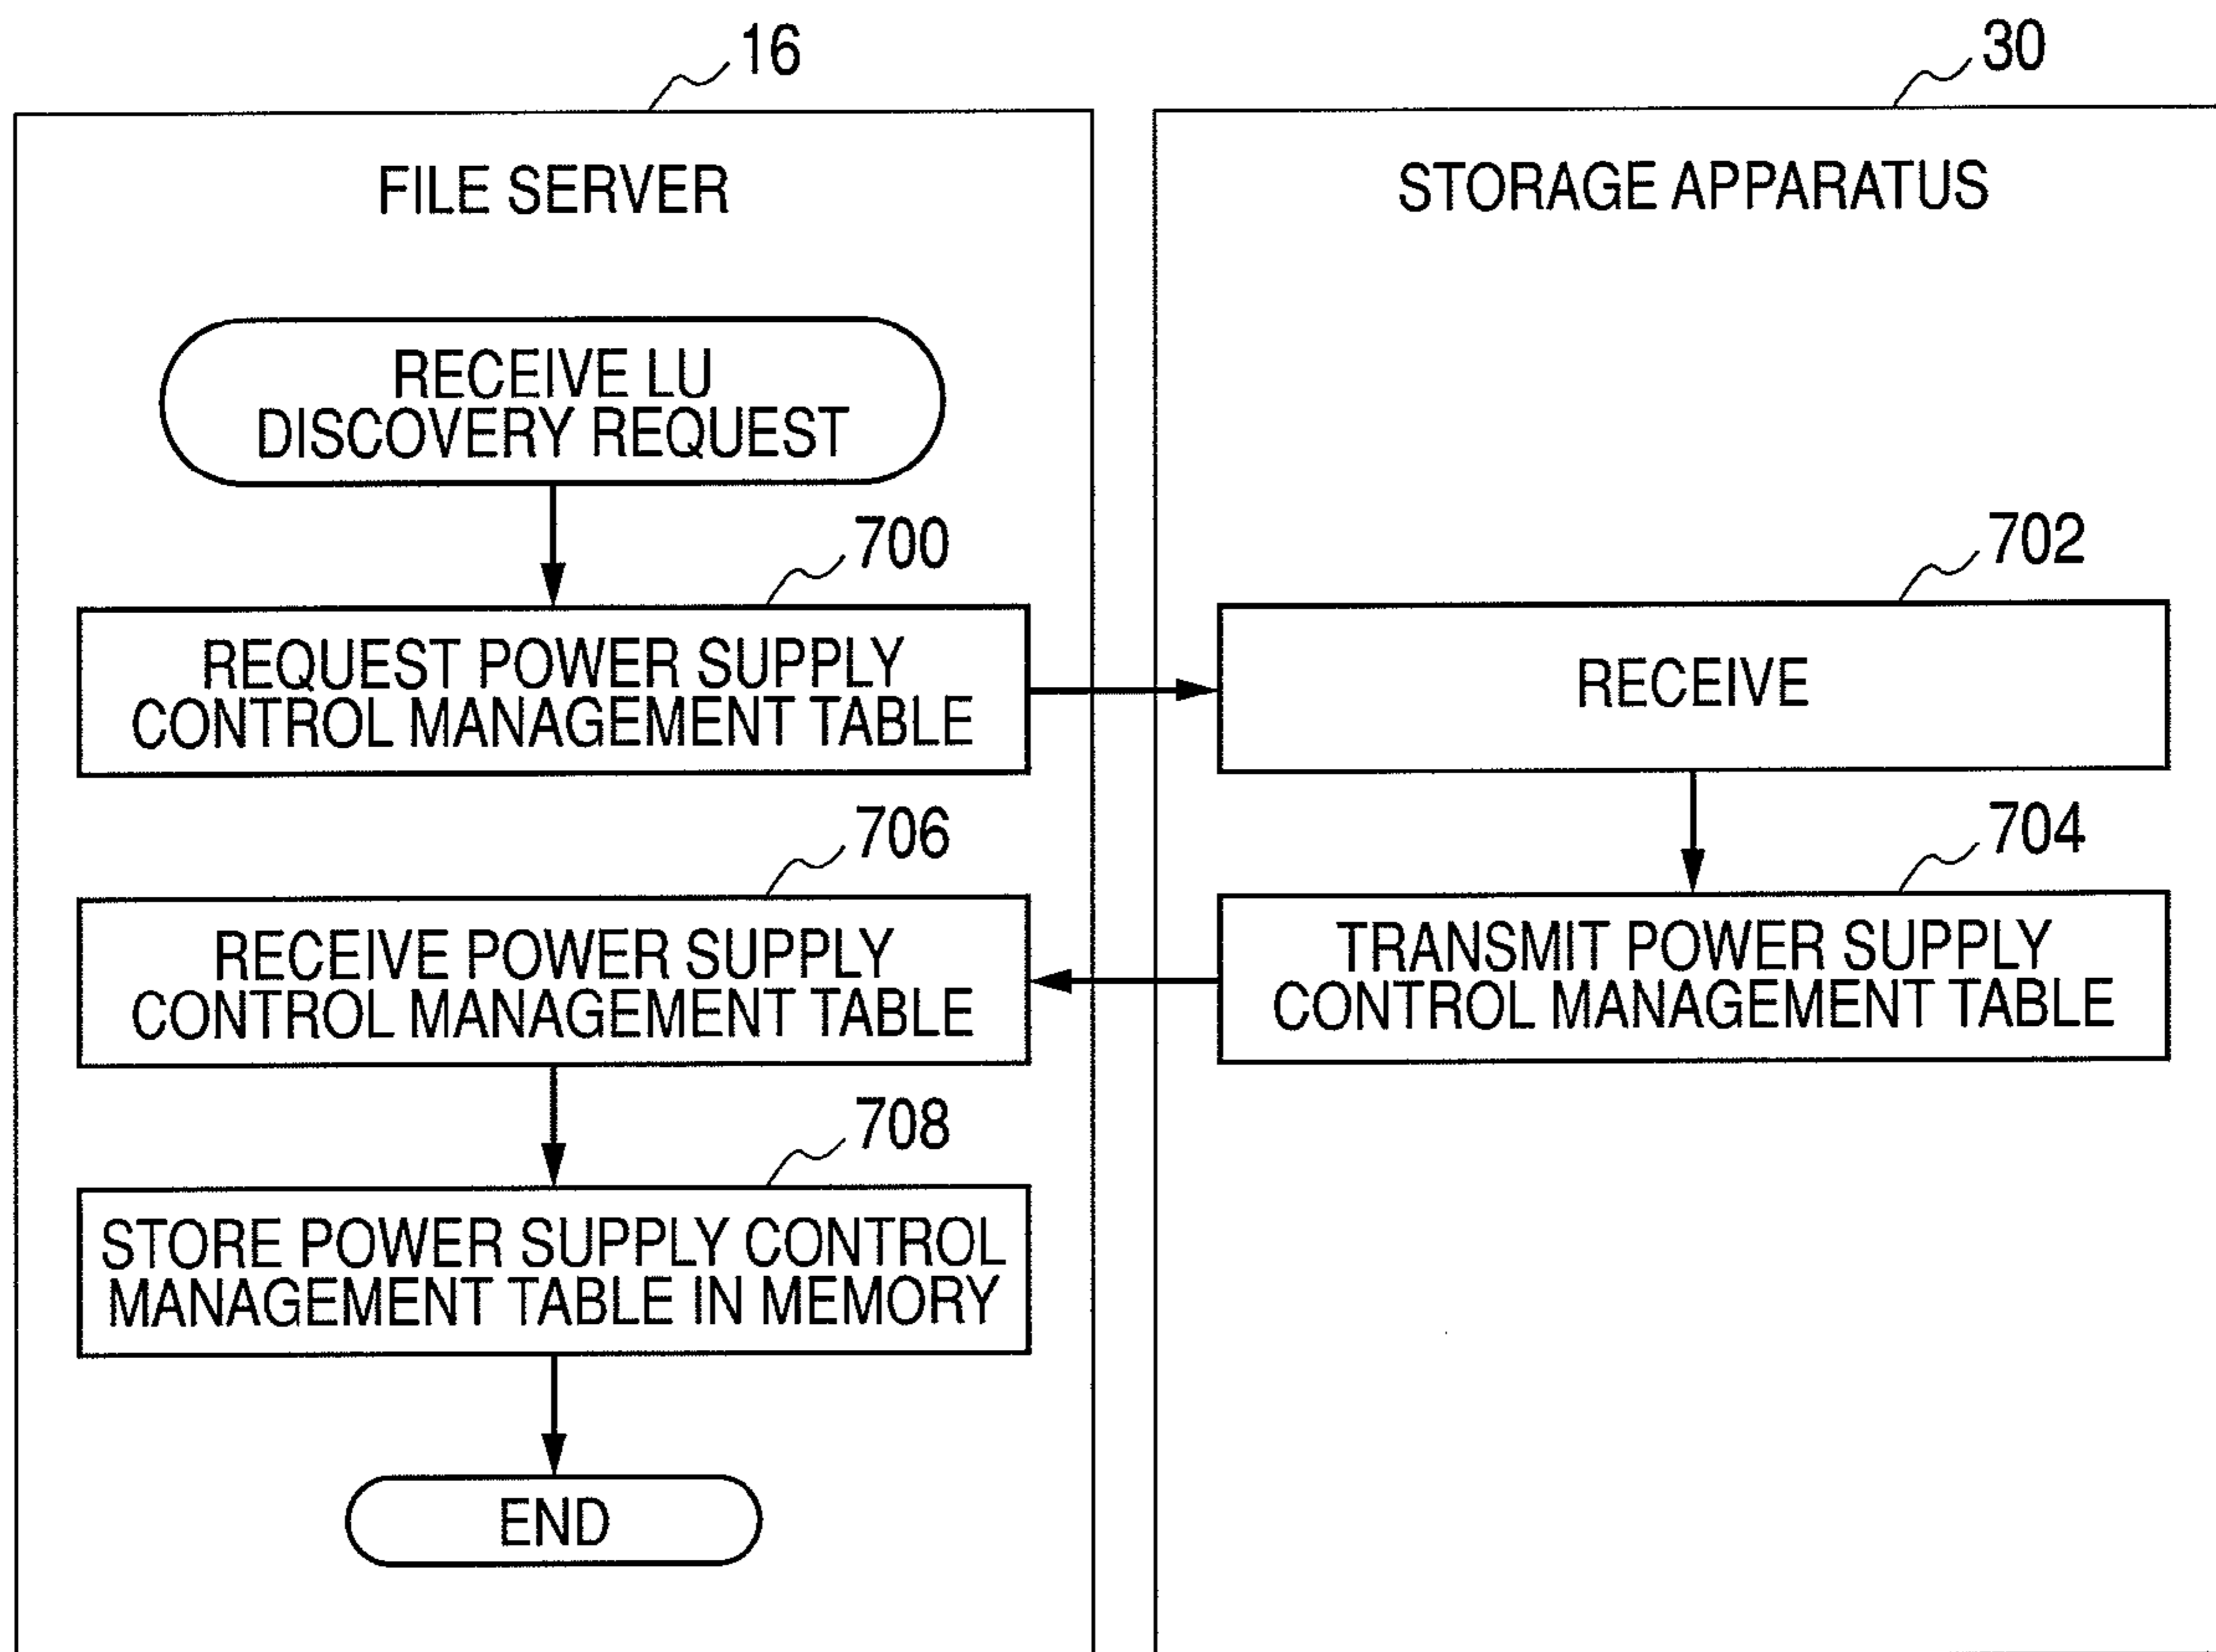 16
30
FILE SERVER
STORAGE APPARATUS
RECEIVE LU
DISCOVERY REQUEST
700
REQUEST POWER SUPPLY
CONTROL MANAGEMENT TABLE
702
RECEIVE
704
TRANSMIT POWER SUPPLY
CONTROL MANAGEMENT TABLE
706
RECEIVE POWER SUPPLY
CONTROL MANAGEMENT TABLE
708
STORE POWER SUPPLY CONTROL
MANAGEMENT TABLE IN MEMORY
END